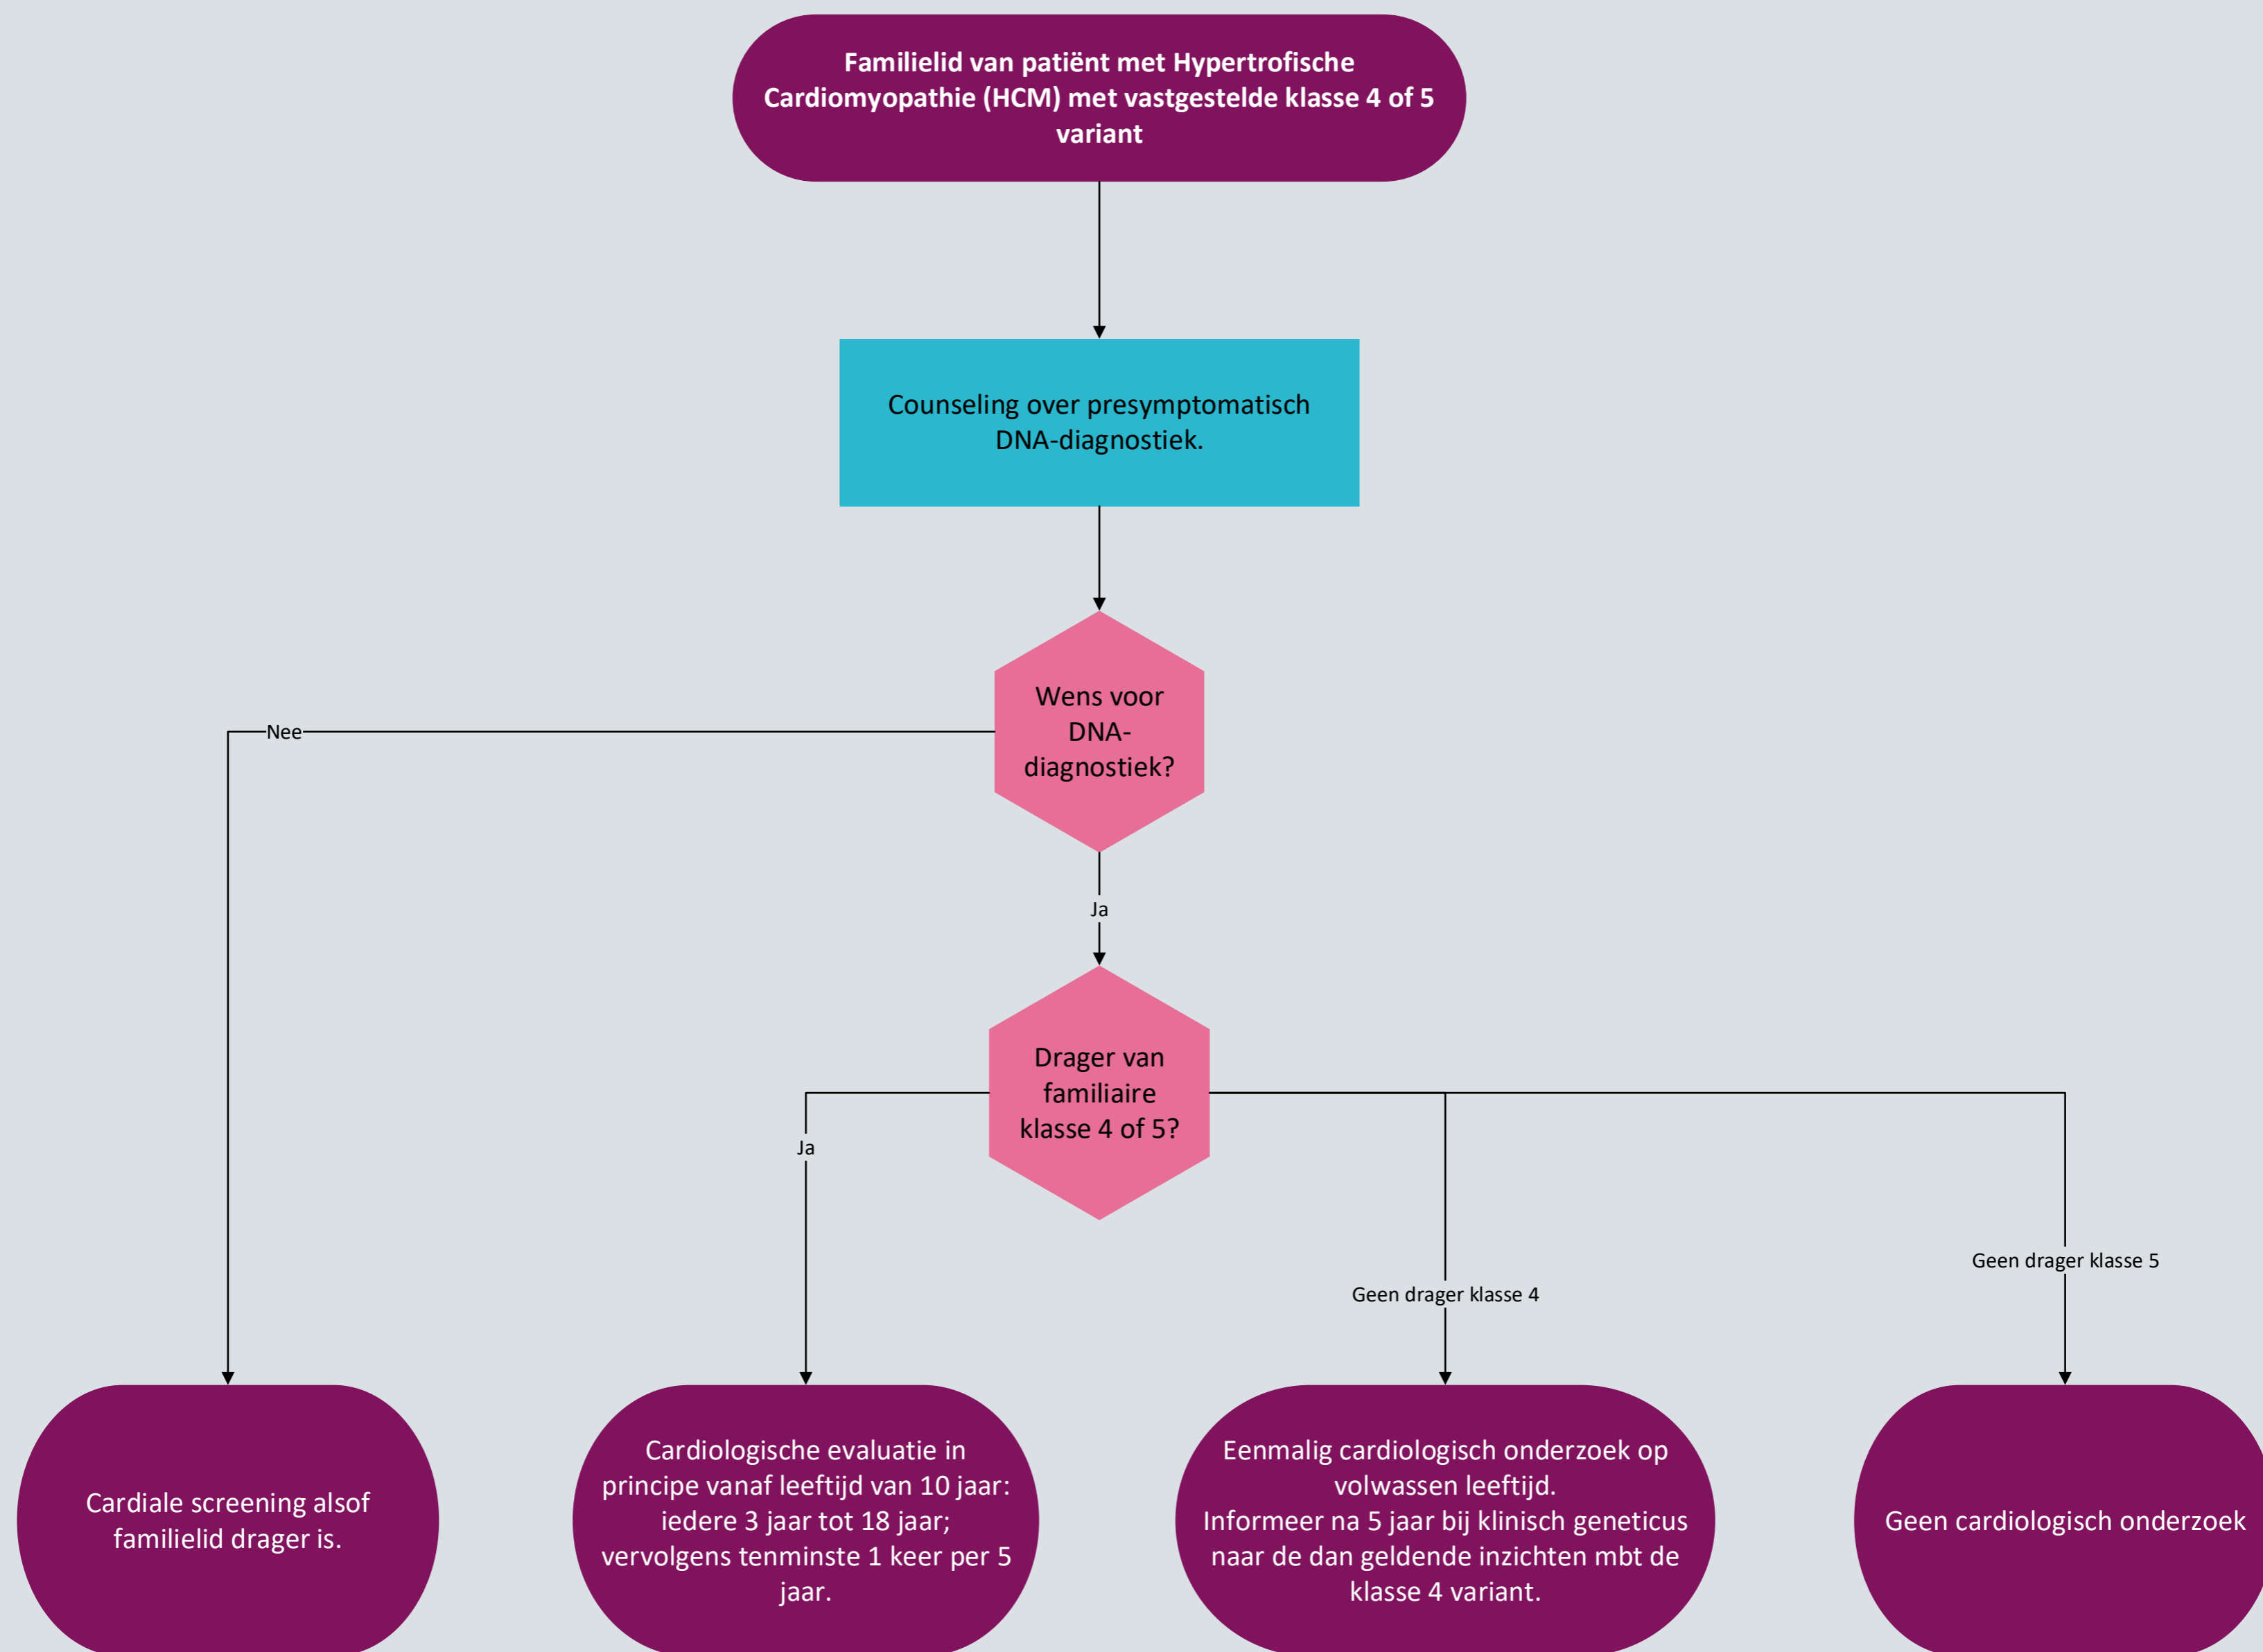 Familielid van patiënt met Hypertrofische
Cardiomyopathie (HCM) met vastgestelde klasse 4 of 5
variant
Counseling over presymptomatisch
DNA-diagnostiek.
Wens voor
DNA-
diagnostiek?
Nee
Ja
Drager van
familiaire
klasse 4 of 5?
Ja
Geen drager klasse 4
Geen drager klasse 5
Cardiale screening alsof
familielid drager is.
Cardiologische evaluatie in
principe vanaf leeftijd van 10 jaar:
iedere 3 jaar tot 18 jaar;
vervolgens tenminste 1 keer per 5
jaar.
Eenmalig cardiologisch onderzoek op
volwassen leeftijd.
Informeer na 5 jaar bij klinisch geneticus
naar de dan geldende inzichten mbt de
klasse 4 variant.
Geen cardiologisch onderzoek